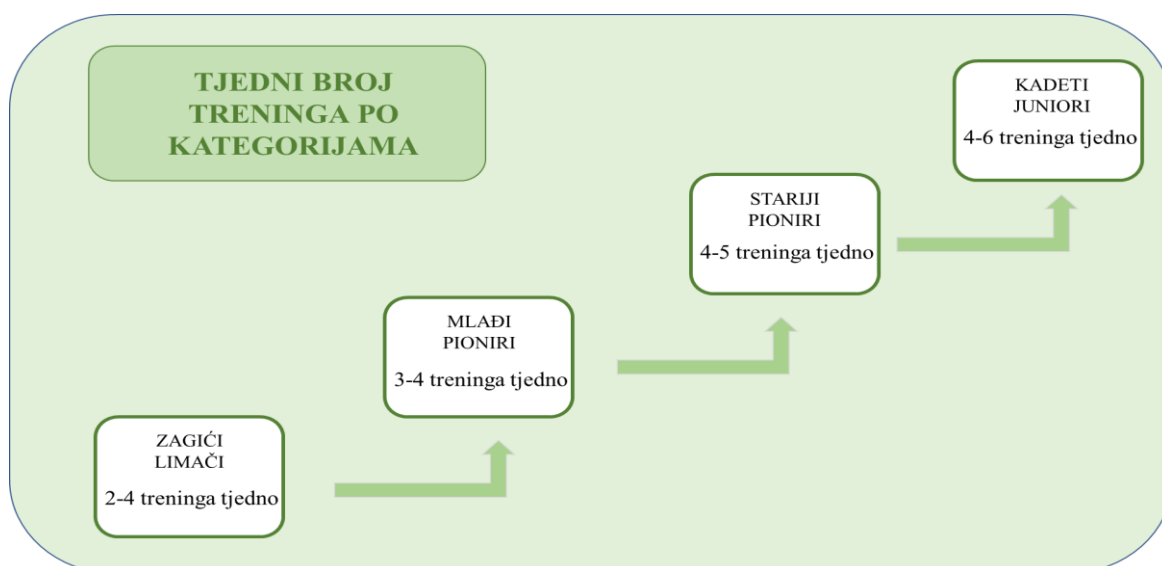 TJEDNI BROJ
TRENINGA PO
KATEGORIJAMA
KADETI
JUNIORI
4-6 treninga tjedno
STARIJI
PIONIRI
4-5 treninga tjedno
MLAĐI
PIONIRI
3-4 treninga tjedno
ZAGIĆI
LIMAČI
2-4 treninga tjedno